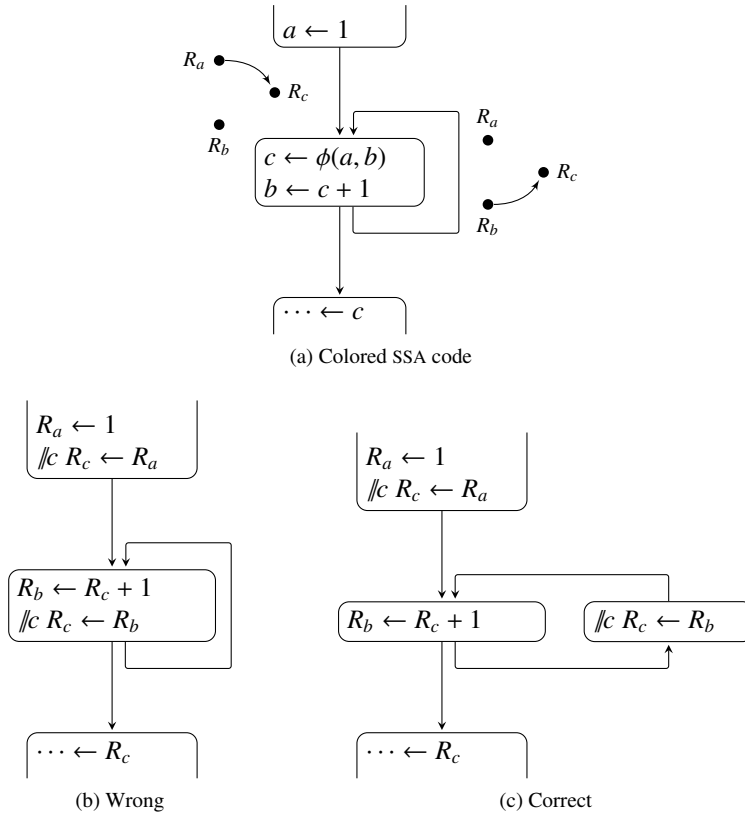 a ← 1
R_a
R_c
R_b
c ← ϕ(a, b)
b ← c + 1
R_a
R_c
R_b
··· ← c
(a) Colored SSA code
R_a ← 1
//c R_c ← R_a
R_b ← R_c + 1
//c R_c ← R_b
··· ← R_c
(b) Wrong
R_a ← 1
//c R_c ← R_a
R_b ← R_c + 1
//c R_c ← R_b
··· ← R_c
(c) Correct